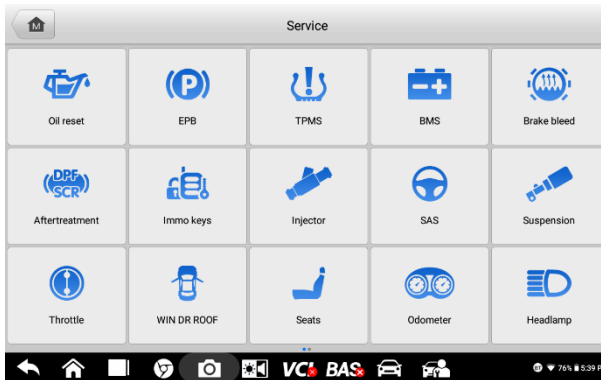 M
Service
(P)
DPF
SCR
Oil reset
EPB
TPMS
BMS
Brake bleed
Aftertreatment
Immo keys
Injector
SAS
Suspension
Throttle
WIN DR ROOF
Seats
Odometer
Headlamp
VCI
BAS
76%
5:39 P